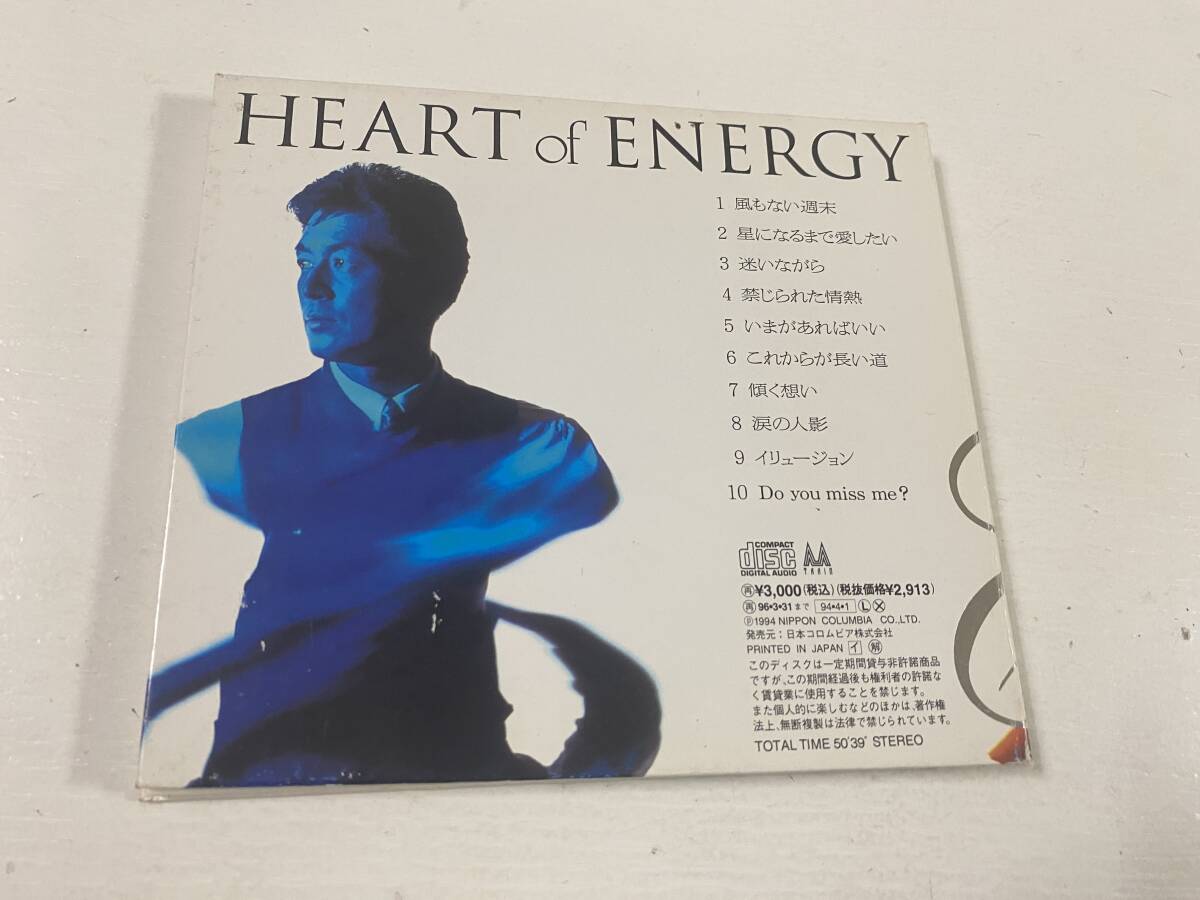 HEART of ENERGY
1 風もない週末
2 星になるまで愛したい
3 迷いながら
4 禁じられた情熱
5 いまがあればいい
6 これからが長い道
7 傾く想い
8 涙の人影
9 イリュージョン
10 Do you miss me?
COMPACT
disc
DIGITAL AUDIO
TRIAD
再¥3,000(税込)(税抜価格¥2,913)
再96・3・31まで 94・4・1 L X
℗1994 NIPPON COLUMBIA CO.,LTD.
発売元:日本コロムビア株式会社
PRINTED IN JAPAN イ 解
このディスクは一定期間貸与非許諾商品
ですが、この期間経過後も権利者の許諾な
く賃貸業に使用することを禁じます。
また個人的に楽しむなどのほかは、著作権
法上、無断複製は法律で禁じられています。
TOTAL TIME 50'39" STEREO